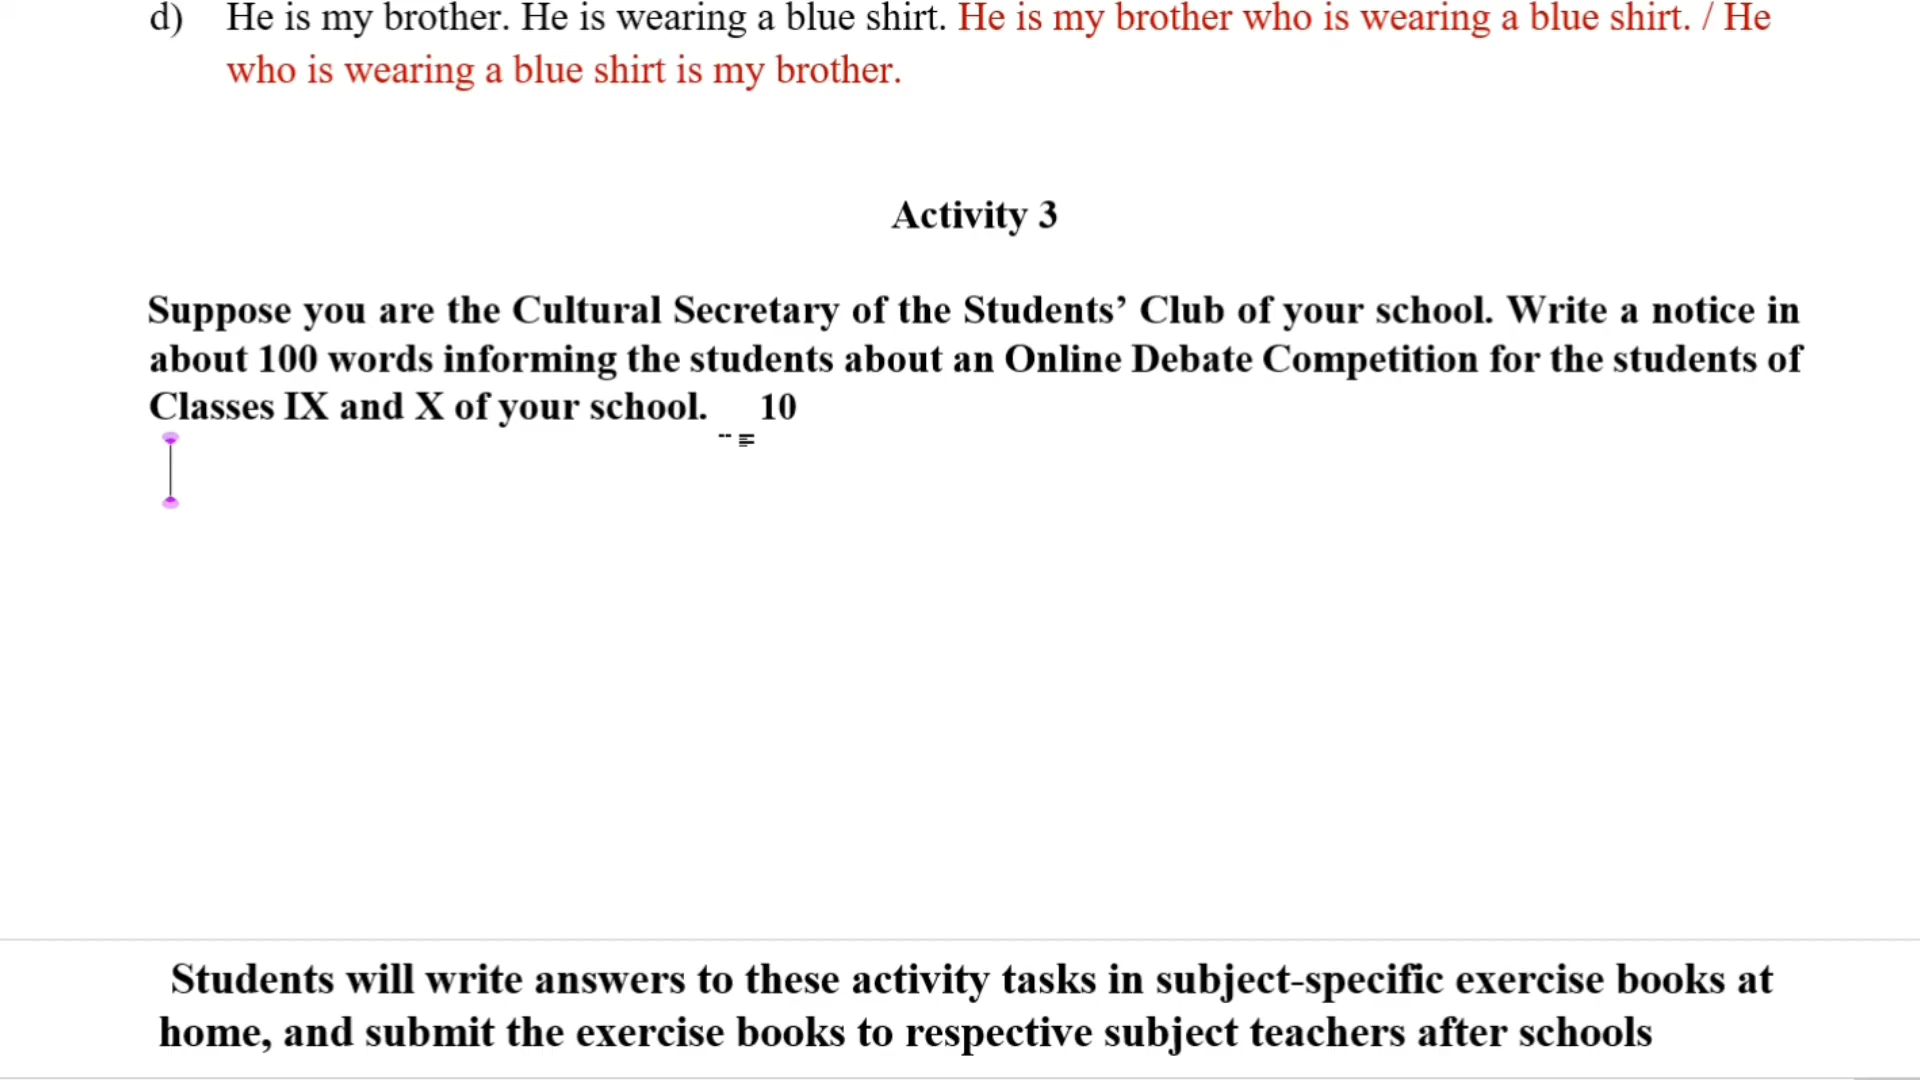 d) He is my brother. He is wearing a blue shirt. He is my brother who is wearing a blue shirt. / He
who is wearing a blue shirt is my brother.
Activity 3
Suppose you are the Cultural Secretary of the Students’ Club of your school. Write a notice in
about 100 words informing the students about an Online Debate Competition for the students of
Classes IX and X of your school. 10
Students will write answers to these activity tasks in subject-specific exercise books at
home, and submit the exercise books to respective subject teachers after schools